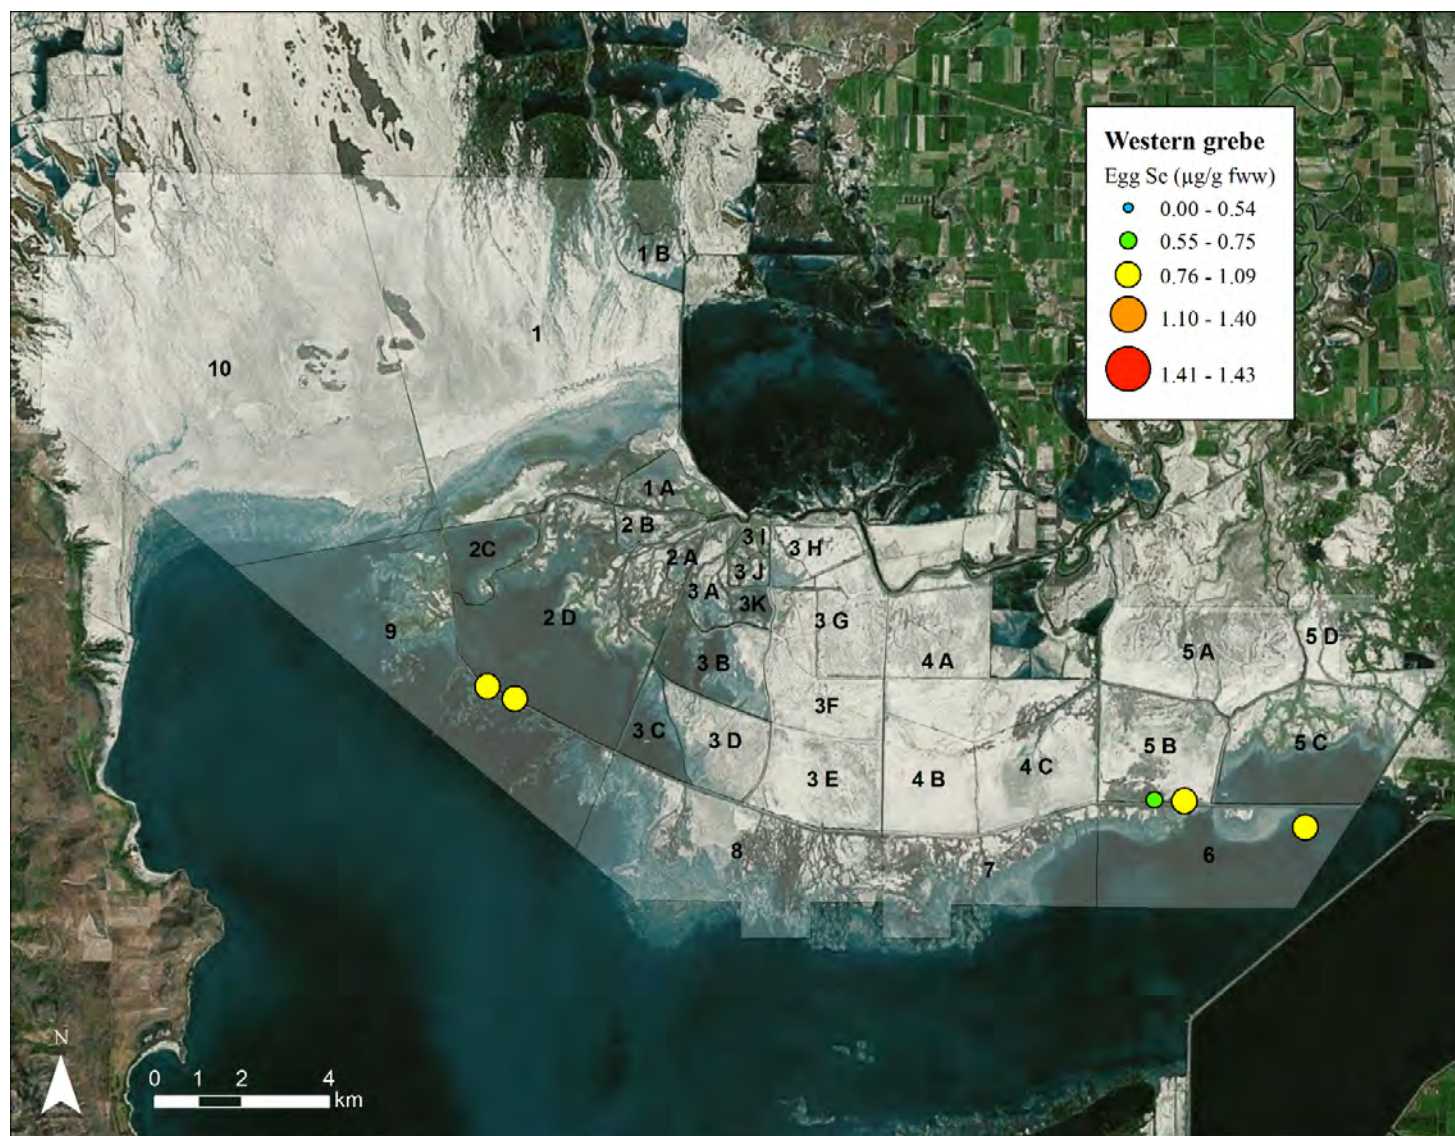 Western grebe
Egg Se (µg/g fww)
0.00 - 0.54
0.55 - 0.75
0.76 - 1.09
1.10 - 1.40
1.41 - 1.43
1 B
1
10
1 A
2 B
2C
2 A
3 I
3 H
3 J
3 A
3K
2 D
9
3 G
3 B
4 A
5 A
5 D
3F
3 C
3 D
3 E
4 B
4 C
5 B
5 C
8
7
6
N
0 1 2 4
km